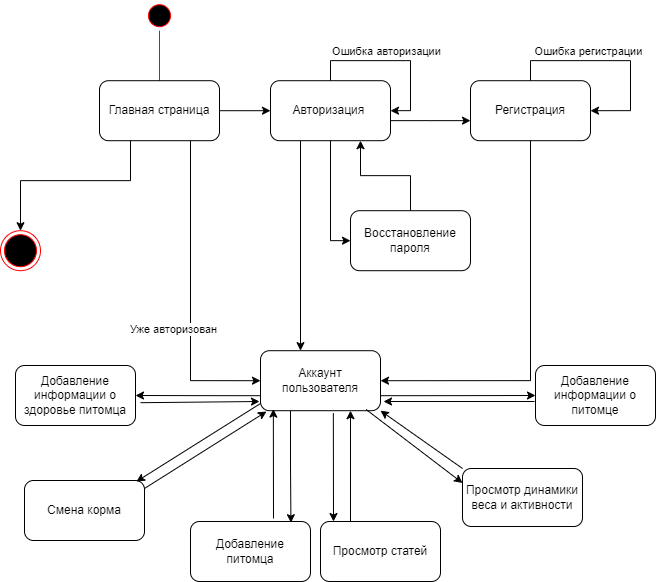 Ошибка авторизации
Ошибка регистрации
Главная страница
Авторизация
Регистрация
Восстановление
пароля
Уже авторизован
Аккаунт
пользователя
Добавление
информации о
здоровье питомца
Добавление
информации о
питомце
Смена корма
Просмотр динамики
веса и активности
Добавление
питомца
Просмотр статей